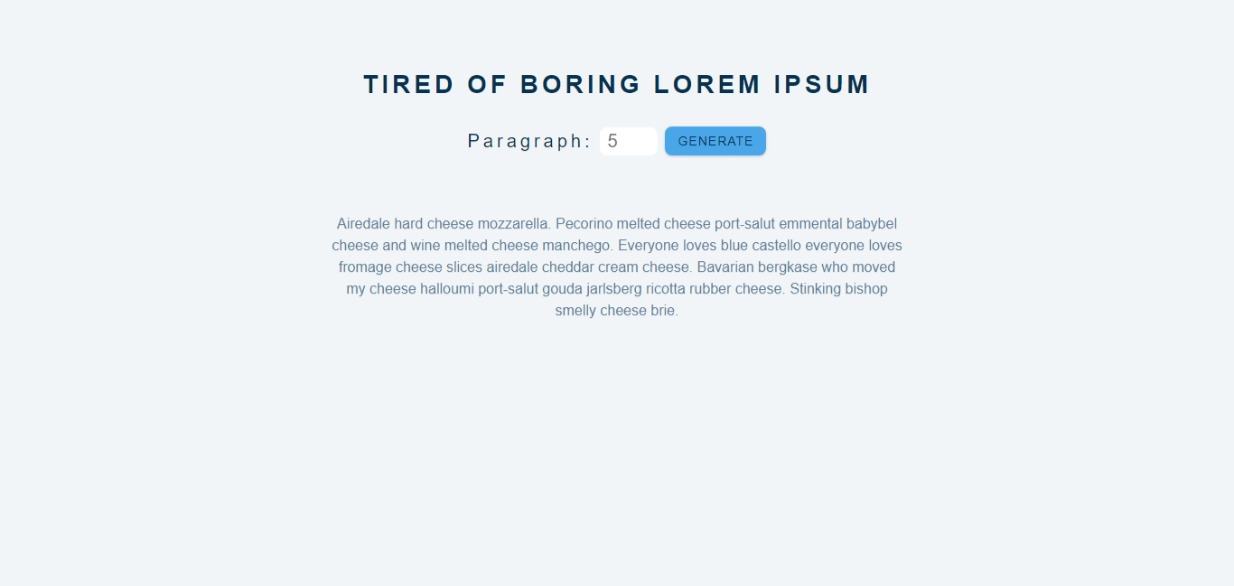 TIRED OF BORING LOREM IPSUM
Paragraph: 5 GENERATE
Airedale hard cheese mozzarella. Pecorino melted cheese port-salut emmental babybel
cheese and wine melted cheese manchego. Everyone loves blue castello everyone loves
fromage cheese slices airedale cheddar cream cheese. Bavarian bergkase who moved
my cheese halloumi port-salut gouda jarlsberg ricotta rubber cheese. Stinking bishop
smelly cheese brie.